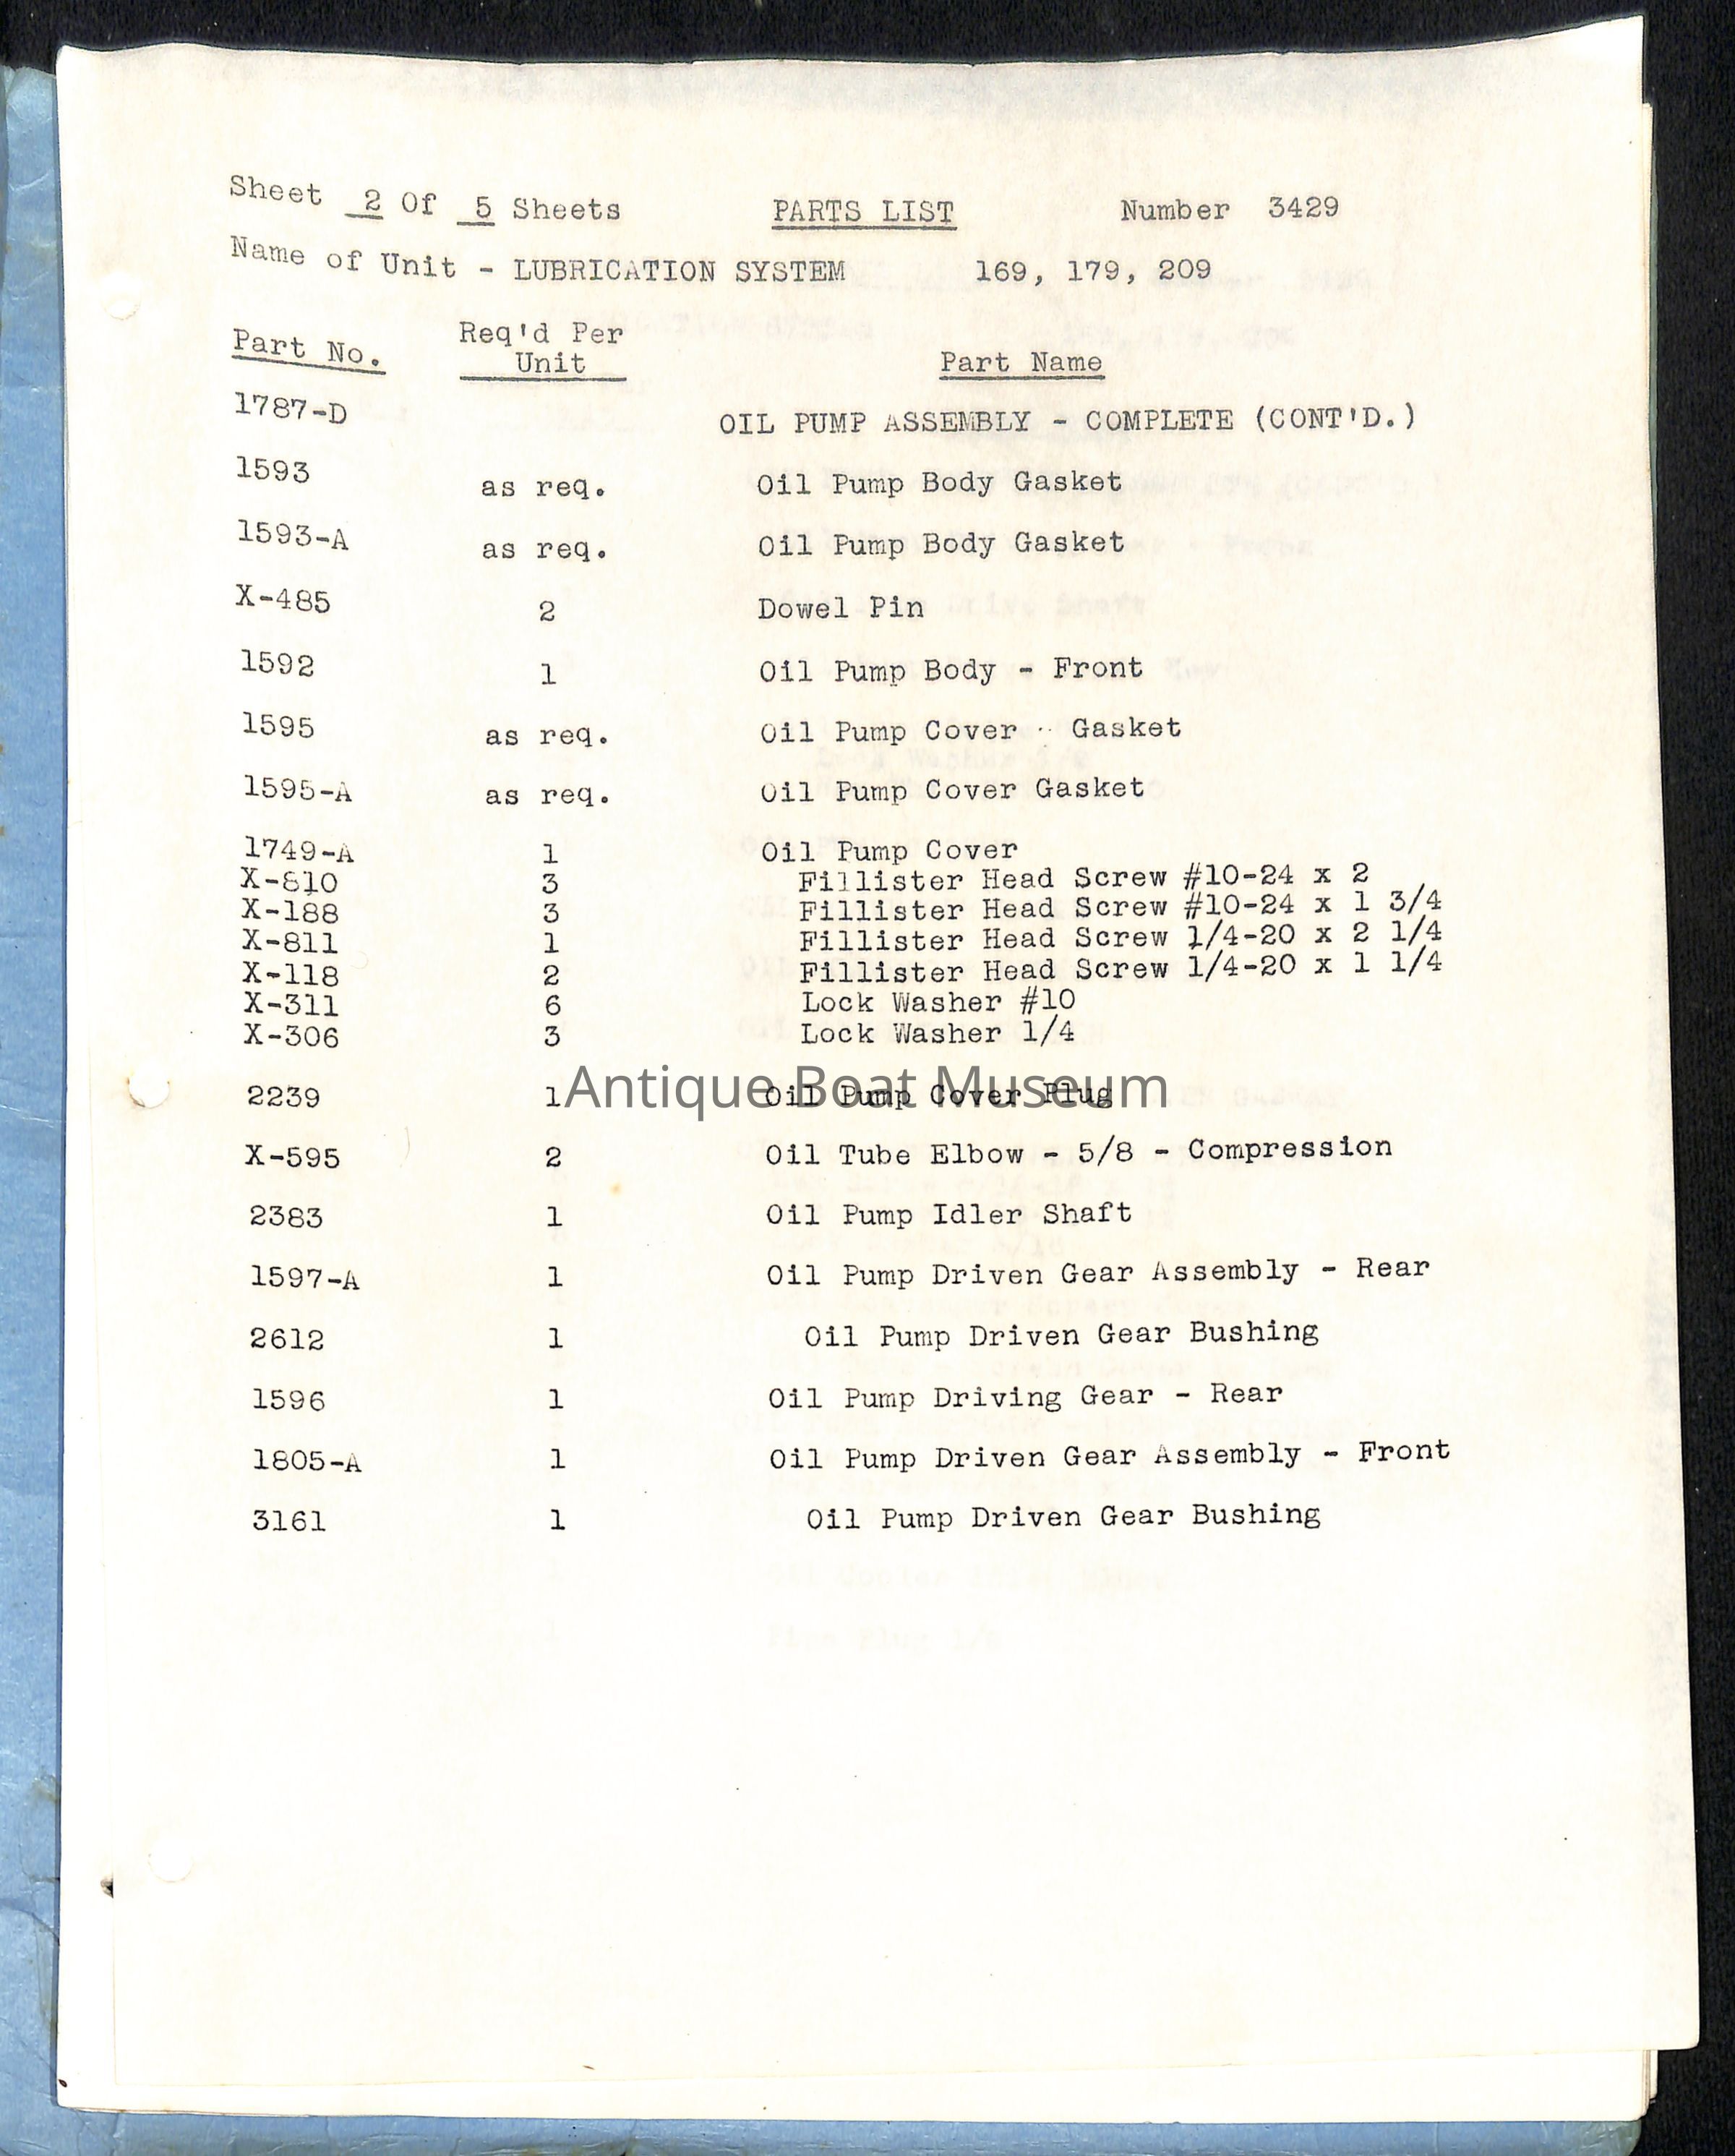 Sheet 2 Of 5 Sheets PARTS LIST Number 3429
Name of Unit - LUBRICATION SYSTEM 169, 179, 209
Part No. Req'd Per Unit Part Name
1787-D OIL PUMP ASSEMBLY - COMPLETE (CONT'D.)
1593 as req. Oil Pump Body Gasket
1593-A as req. Oil Pump Body Gasket
X-485 2 Dowel Pin
1592 1 Oil Pump Body - Front
1595 as req. Oil Pump Cover - Gasket
1595-A as req. Oil Pump Cover Gasket
1749-A 1 Oil Pump Cover
X-810 3 Fillister Head Screw #10-24 x 2
X-188 3 Fillister Head Screw #10-24 x 1 3/4
X-811 1 Fillister Head Screw 1/4-20 x 2 1/4
X-118 2 Fillister Head Screw 1/4-20 x 1 1/4
X-311 6 Lock Washer #10
X-306 3 Lock Washer 1/4
2239 1 Oil Pump Cover Plug
Antique Boat Museum
X-595 2 Oil Tube Elbow - 5/8 - Compression
2383 1 Oil Pump Idler Shaft
1597-A 1 Oil Pump Driven Gear Assembly - Rear
2612 1 Oil Pump Driven Gear Bushing
1596 1 Oil Pump Driving Gear - Rear
1805-A 1 Oil Pump Driven Gear Assembly - Front
3161 1 Oil Pump Driven Gear Bushing